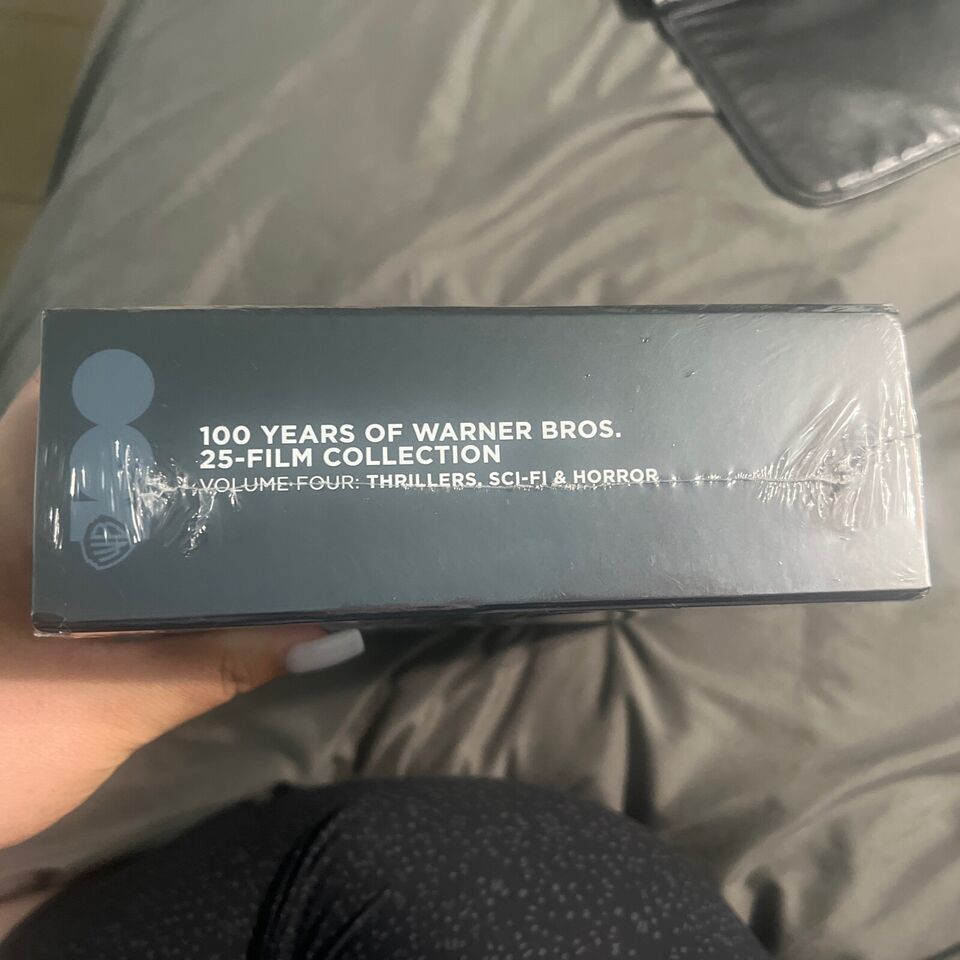 100 YEARS OF WARNER BROS.
25-FILM COLLECTION
VOLUME FOUR: THRILLERS, SCI-FI & HORROR